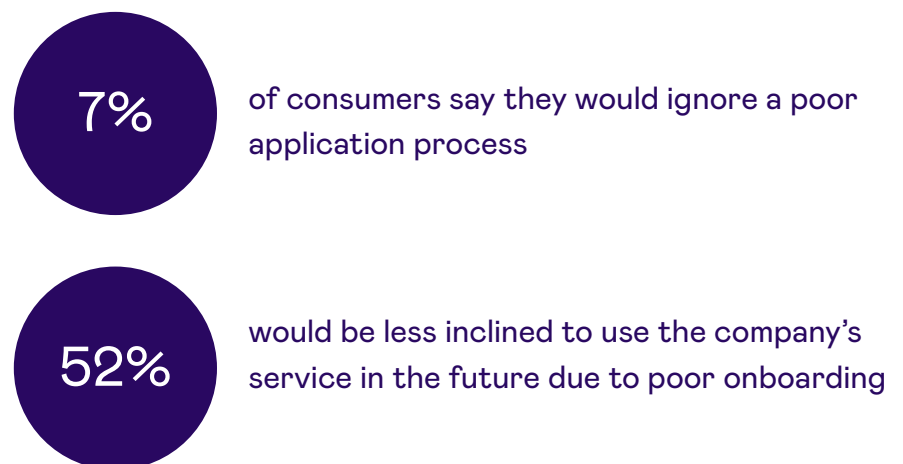 7%
of consumers say they would ignore a poor
application process
52%
would be less inclined to use the company’s
service in the future due to poor onboarding